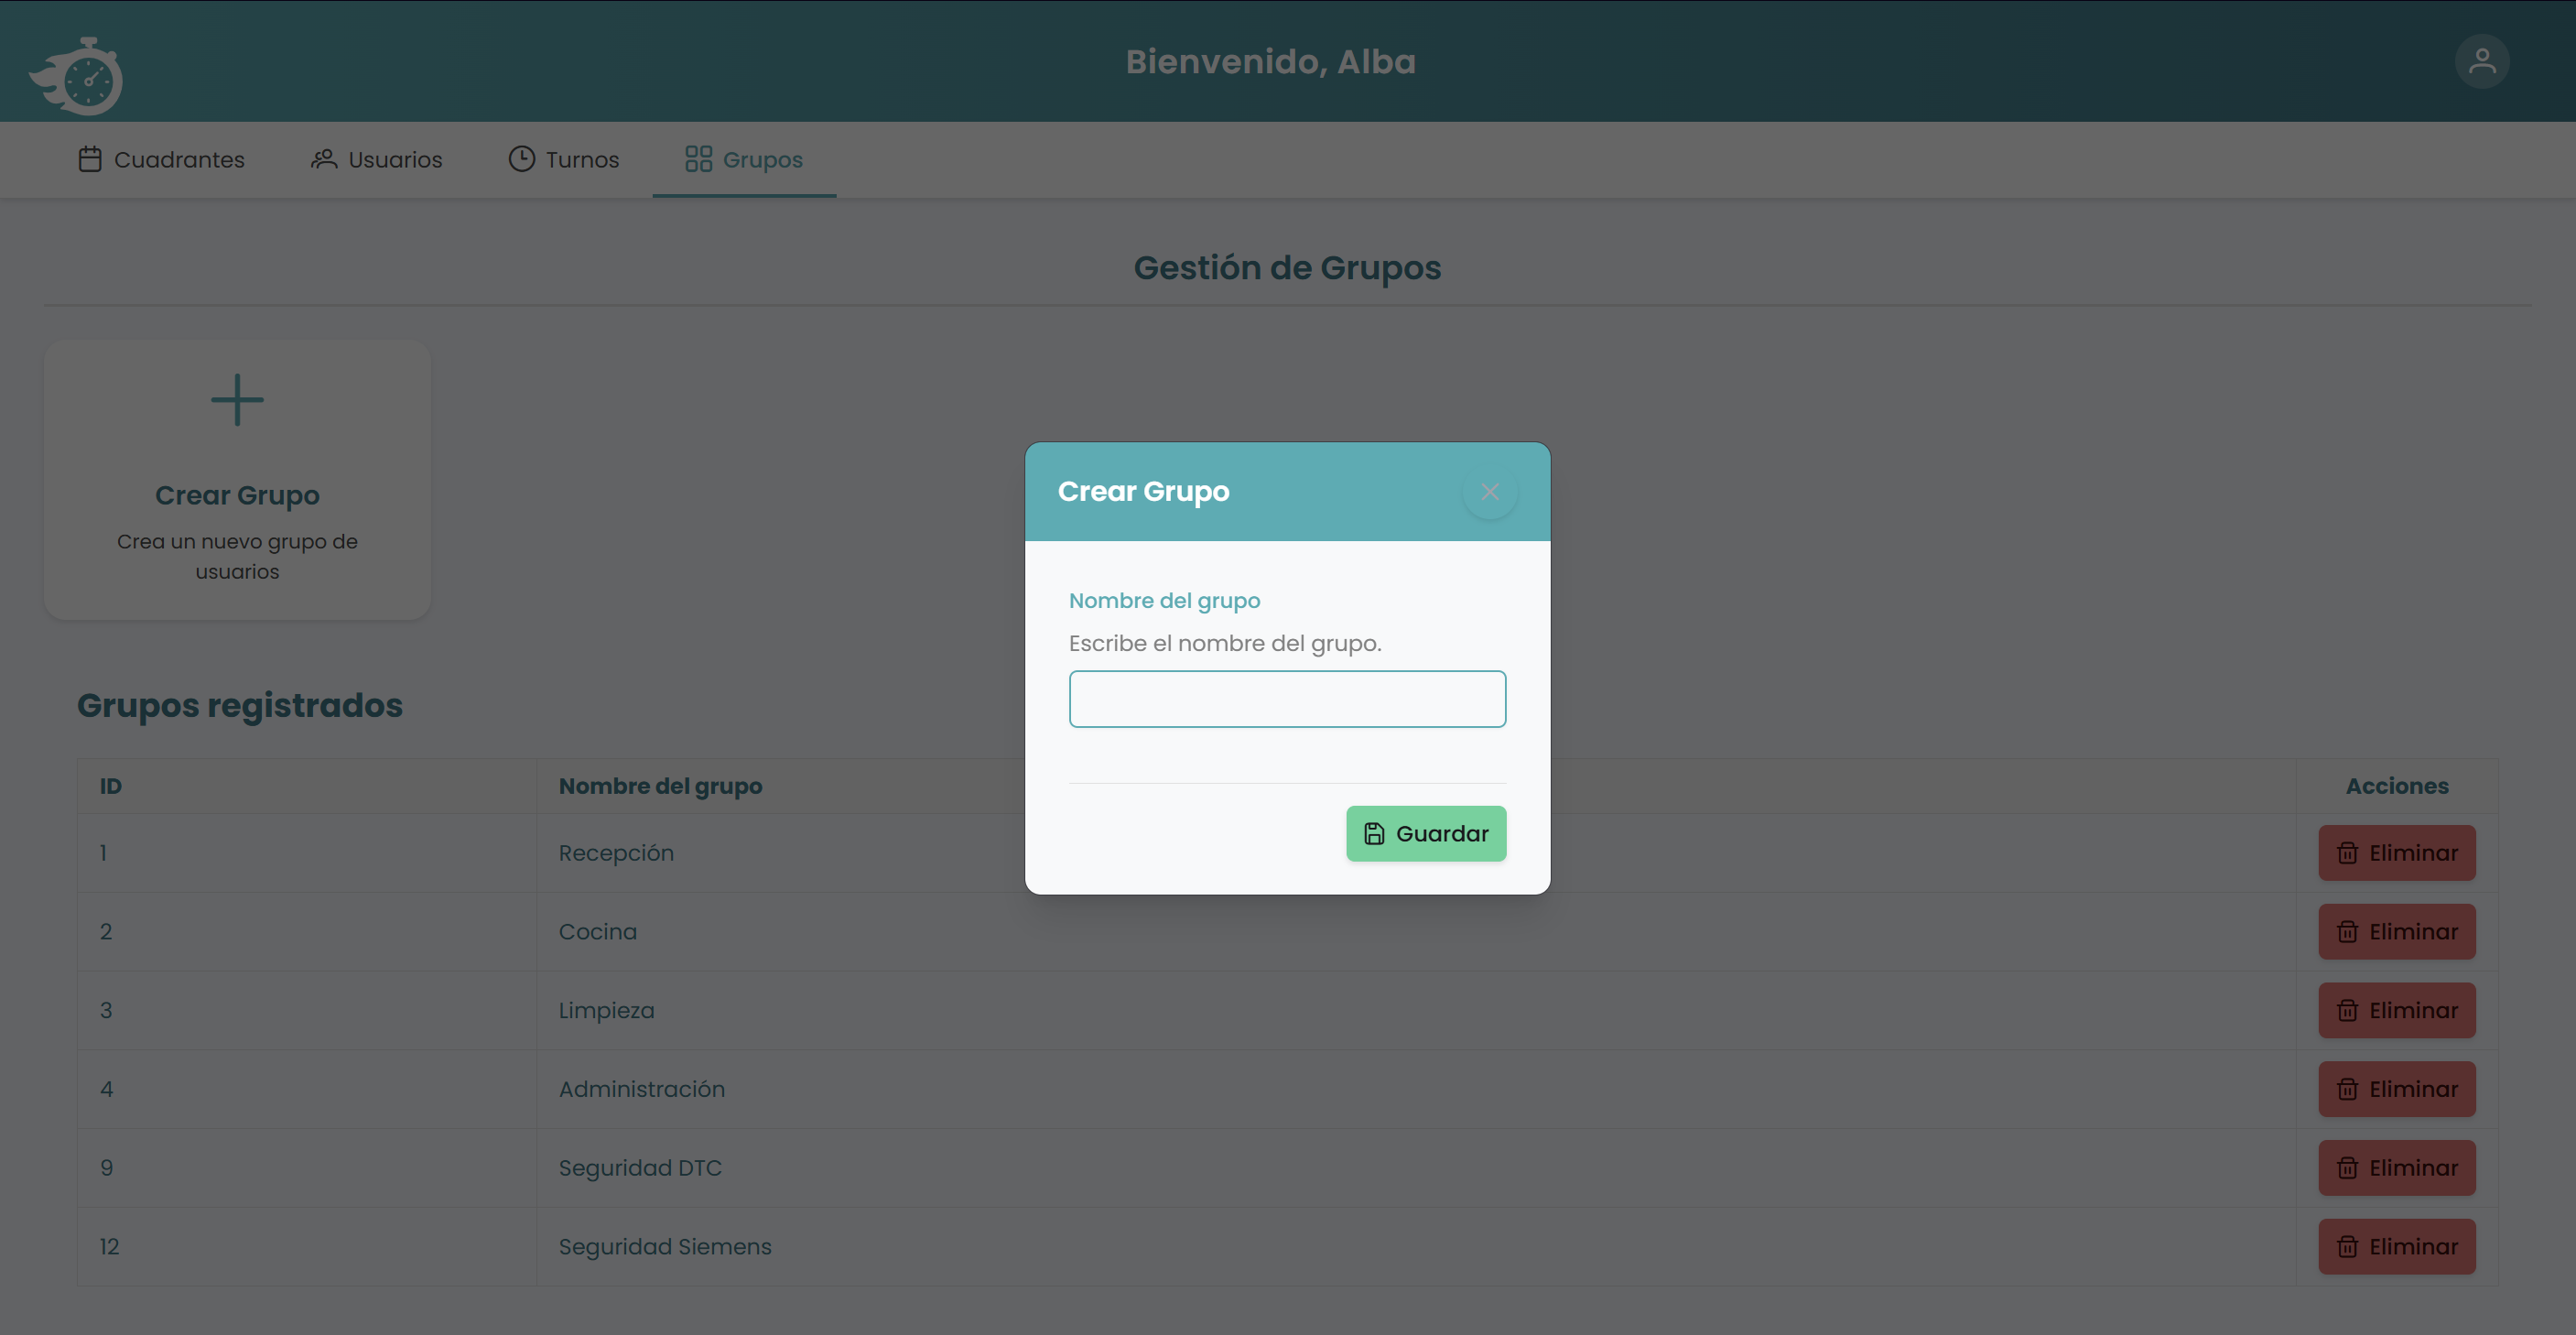 Bienvenido, Alba
Cuadrantes Usuarios Turnos Grupos
Gestión de Grupos
Crear Grupo
Crea un nuevo grupo de
usuarios
Crear Grupo
Nombre del grupo
Escribe el nombre del grupo.
Guardar
Grupos registrados
ID Nombre del grupo Acciones
1 Recepción Eliminar
2 Cocina Eliminar
3 Limpieza Eliminar
4 Administración Eliminar
9 Seguridad DTC Eliminar
12 Seguridad Siemens Eliminar